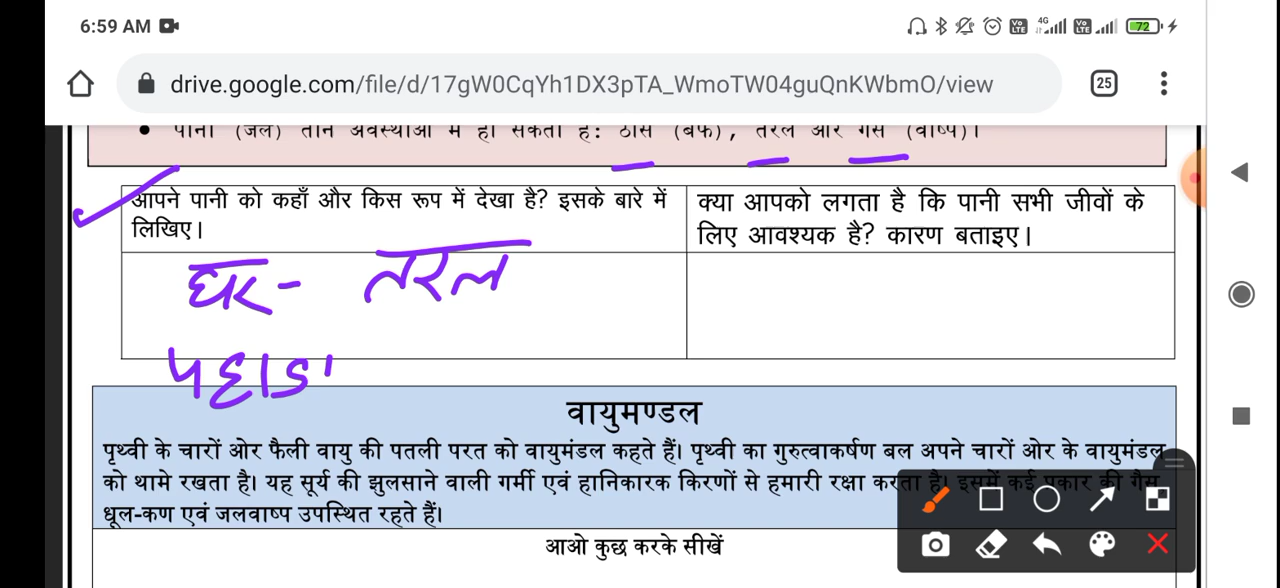 6:59 AM
4G
72
drive.google.com/file/d/17gW0CqYh1DX3pTA_WmoTW04guQnKWbmO/view
25
पानी (जल) तीन अवस्थाओं में हो सकता है: ठोस (बर्फ), तरल और गैस (वाष्प)।
आपने पानी को कहाँ और किस रूप में देखा है? इसके बारे में
लिखिए।
क्या आपको लगता है कि पानी सभी जीवों के
लिए आवश्यक है? कारण बताइए।
घर- तरल
पहाड
वायुमण्डल
पृथ्वी के चारों ओर फैली वायु की पतली परत को वायुमंडल कहते हैं। पृथ्वी का गुरुत्वाकर्षण बल अपने चारों ओर के वायुमंडल
को थामे रखता है। यह सूर्य की झुलसाने वाली गर्मी एवं हानिकारक किरणों से हमारी रक्षा करता है। इसमें कई प्रकार की गैस
धूल-कण एवं जलवाष्प उपस्थित रहते हैं।
आओ कुछ करके सीखें